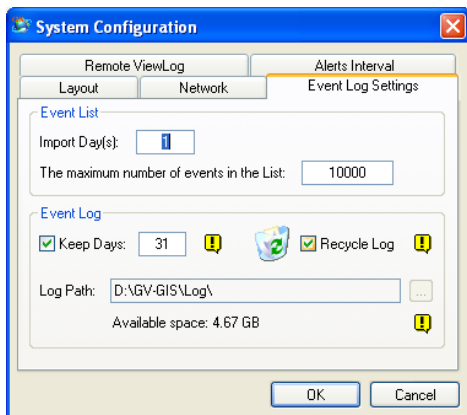 System Configuration
Remote ViewLog Alerts Interval
Layout Network Event Log Settings
Event List
Import Day(s): 1
The maximum number of events in the List: 10000
Event Log
Keep Days: 31 Recycle Log
Log Path: D:\GV-GIS\Log\ ...
Available space: 4.67 GB
OK Cancel